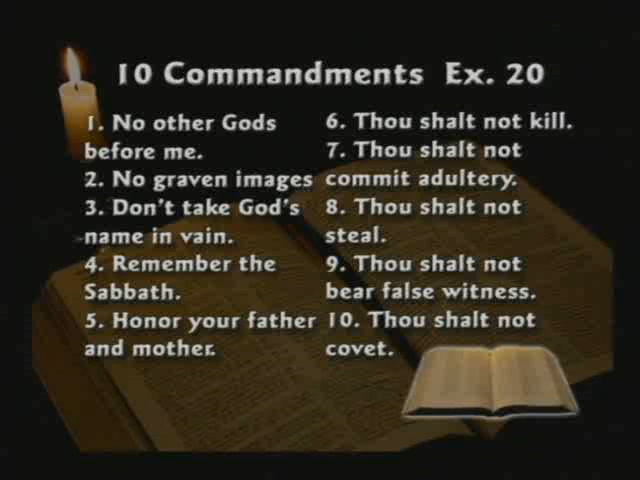 10 Commandments Ex. 20
1. No other Gods
before me.
2. No graven images
3. Don't take God's
name in vain.
4. Remember the
Sabbath.
5. Honor your father
and mother.
6. Thou shalt not kill.
7. Thou shalt not
commit adultery.
8. Thou shalt not
steal.
9. Thou shalt not
bear false witness.
10. Thou shalt not
covet.